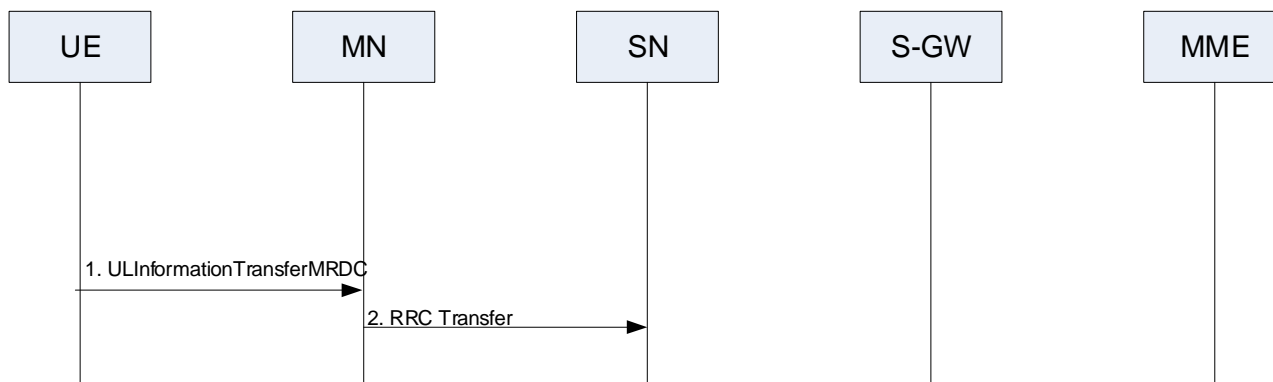 UE
MN
SN
S-GW
MME
1. ULInformationTransferMRDC
2. RRC Transfer